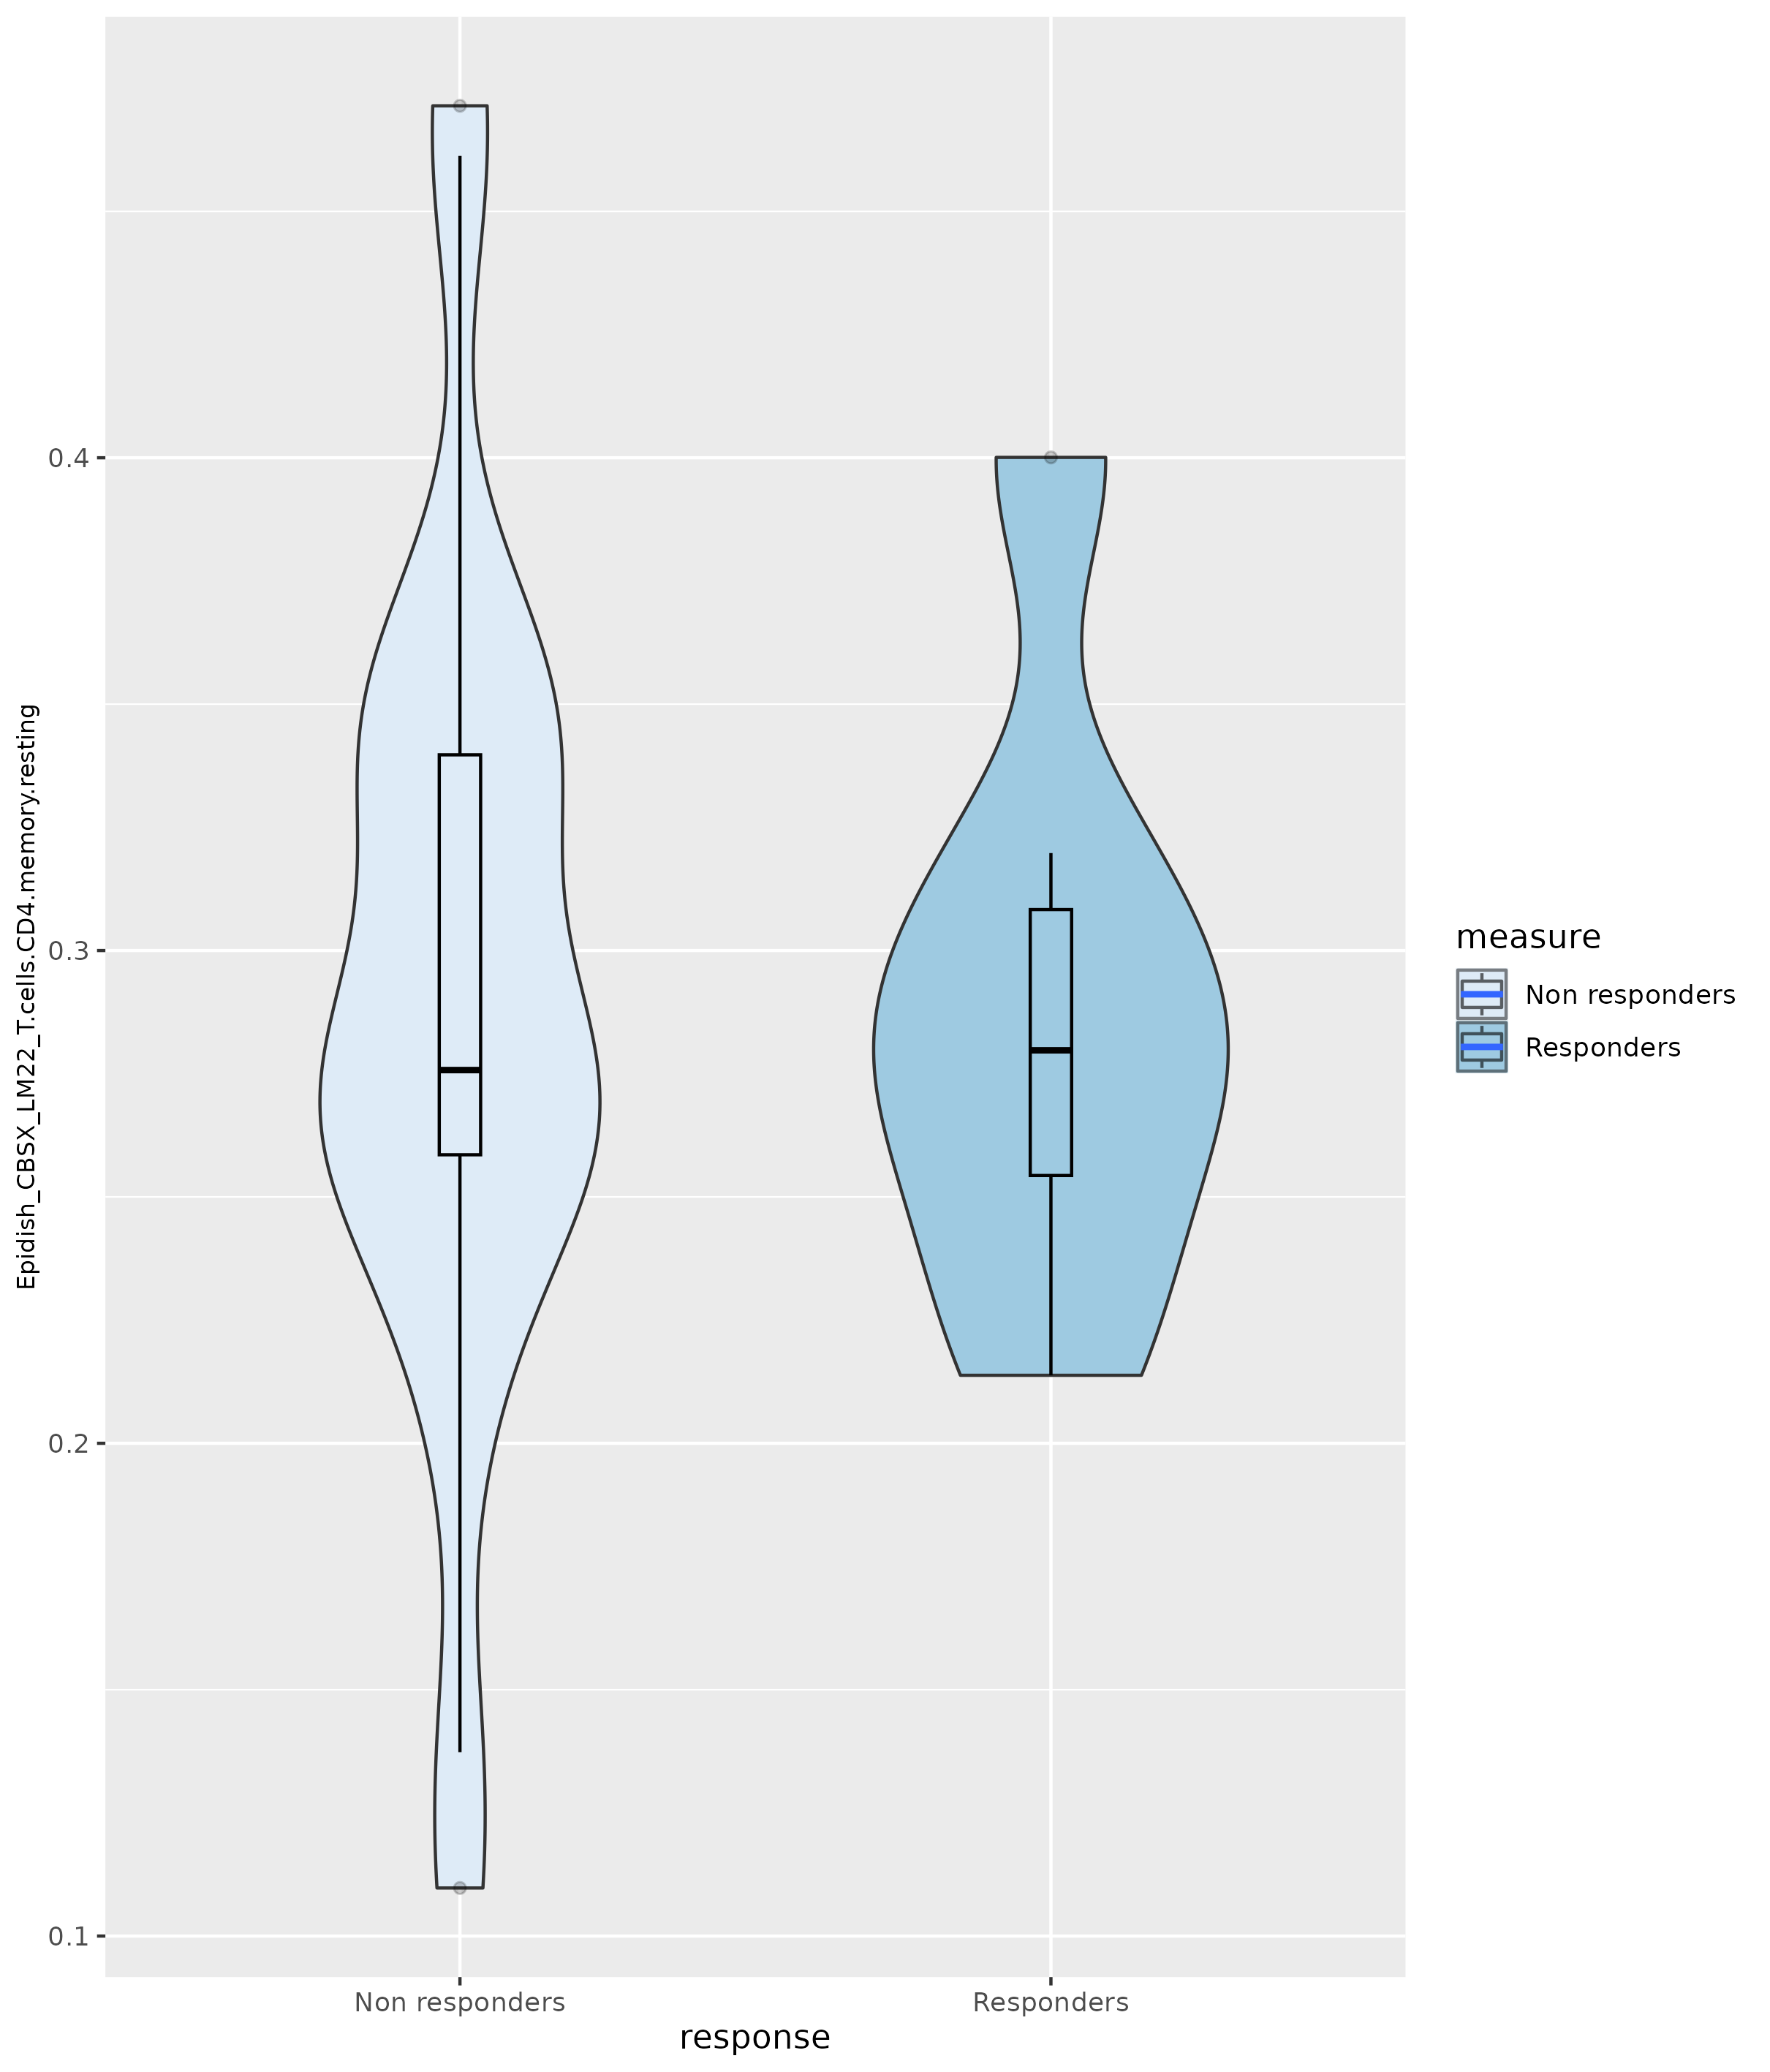 Epidish_CBSX_LM22_T.cells.CD4.memory.resting
0.4
0.3
0.2
0.1
Non responders
Responders
response
measure
Non responders
Responders